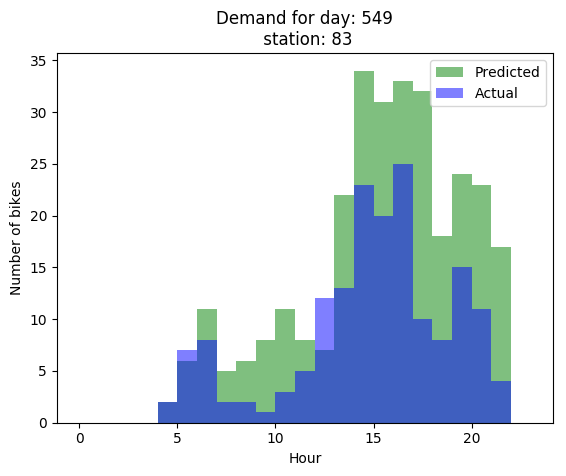 Demand for day: 549
station: 83
Predicted
Actual
35
30
25
20
15
10
5
0
Number of bikes
0 5 10 15 20
Hour